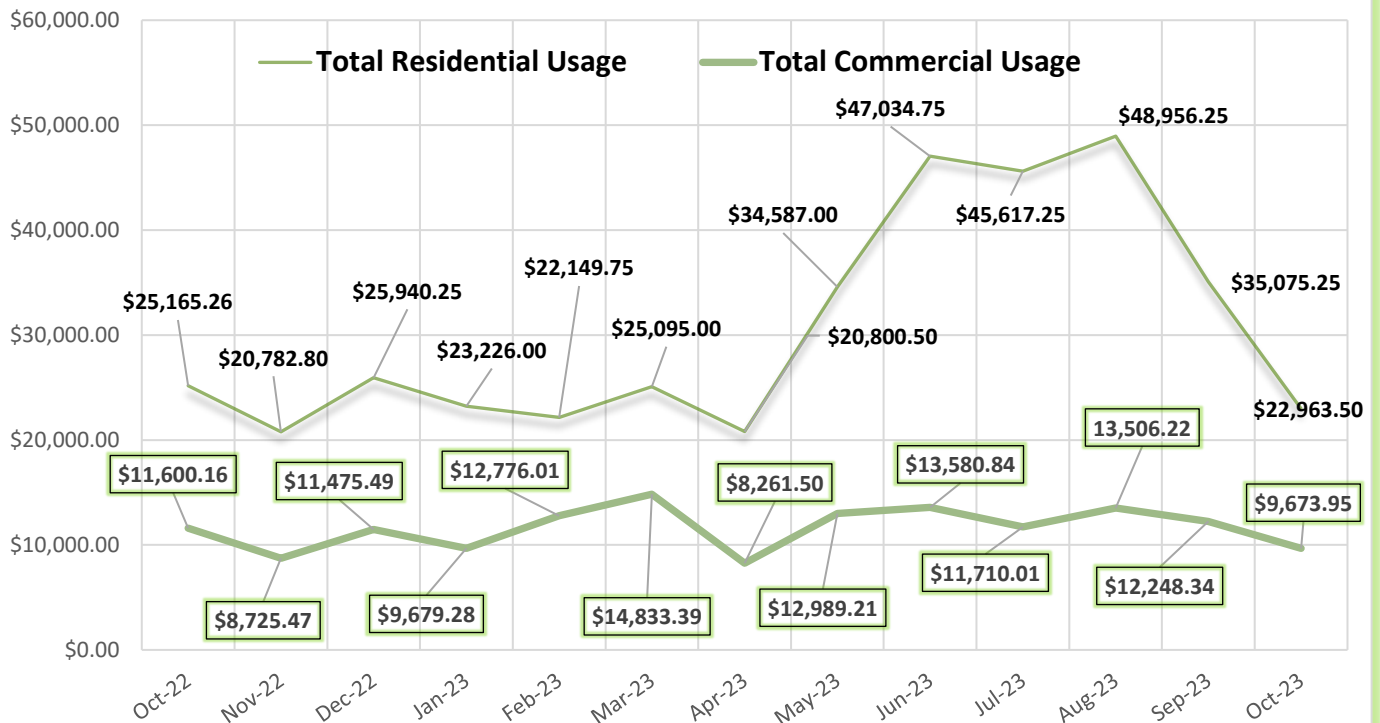 $60,000.00
Total Residential Usage
Total Commercial Usage
$50,000.00
$47,034.75
$48,956.25
$40,000.00
$34,587.00
$45,617.25
$30,000.00
$25,165.26
$20,782.80
$25,940.25
$23,226.00
$22,149.75
$25,095.00
$20,800.50
$35,075.25
$22,963.50
$20,000.00
$11,600.16
$11,475.49
$12,776.01
$8,261.50
$13,580.84
13,506.22
$9,673.95
$10,000.00
$8,725.47
$9,679.28
$14,833.39
$12,989.21
$11,710.01
$12,248.34
$0.00
Oct-22
Nov-22
Dec-22
Jan-23
Feb-23
Mar-23
Apr-23
May-23
Jun-23
Jul-23
Aug-23
Sep-23
Oct-23